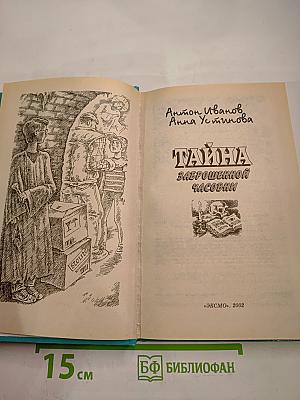 Антон Иванов
Анна Устинова
ТАЙНА
ЗАБРОШЕННОЙ
ЧАСОВНИ
«ЭКСМО», 2002
15 см
БФ БИБЛИОФАН